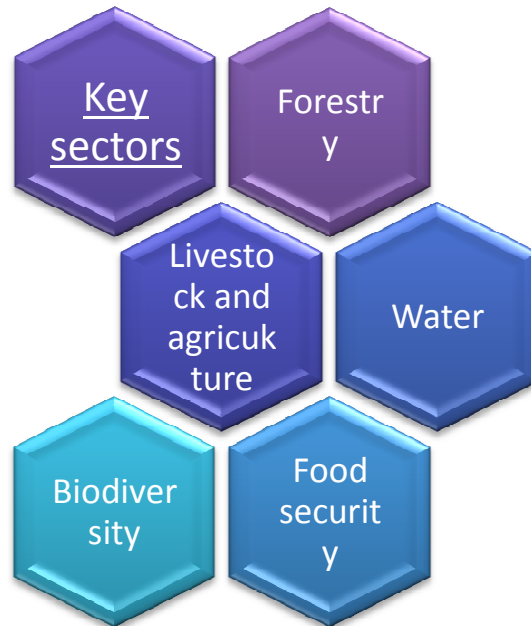 Key
sectors
Forestr
y
Livesto
ck and
agricuk
ture
Water
Biodiver
sity
Food
securit
y